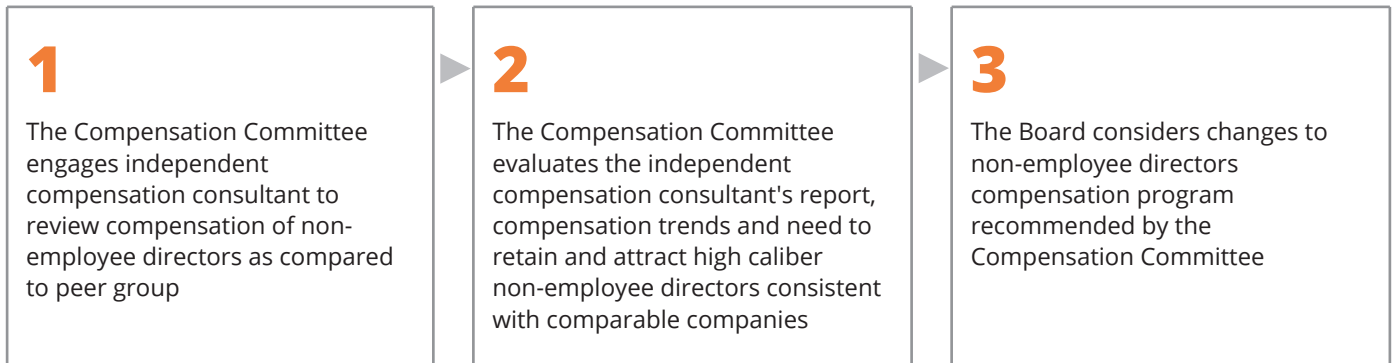 1
The Compensation Committee
engages independent
compensation consultant to
review compensation of non-
employee directors as compared
to peer group
2
The Compensation Committee
evaluates the independent
compensation consultant's report,
compensation trends and need to
retain and attract high caliber
non-employee directors consistent
with comparable companies
3
The Board considers changes to
non-employee directors
compensation program
recommended by the
Compensation Committee